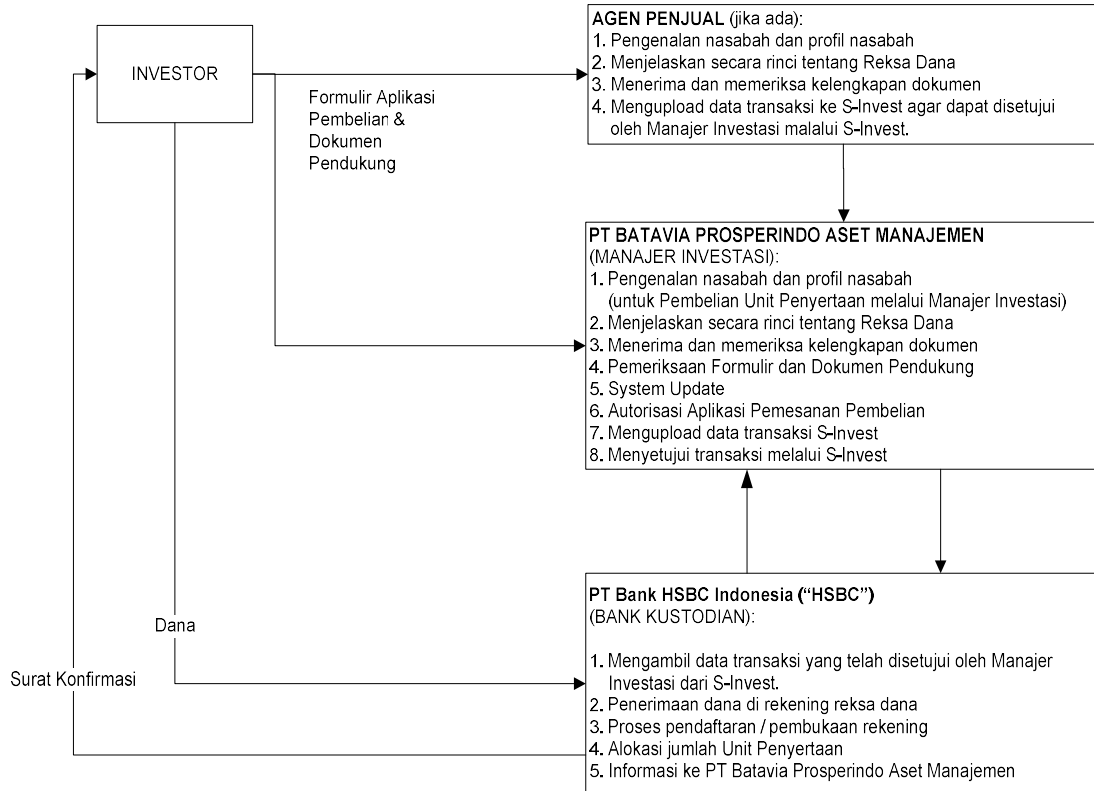 INVESTOR
Formulir Aplikasi
Pembelian &
Dokumen
Pendukung
AGEN PENJUAL (jika ada):
1. Pengenalan nasabah dan profil nasabah
2. Menjelaskan secara rinci tentang Reksa Dana
3. Menerima dan memeriksa kelengkapan dokumen
4. Mengupload data transaksi ke S-Invest agar dapat disetujui
oleh Manajer Investasi malalui S-Invest.
PT BATAVIA PROSPERINDO ASET MANAJEMEN
(MANAJER INVESTASI):
1. Pengenalan nasabah dan profil nasabah
(untuk Pembelian Unit Penyertaan melalui Manajer Investasi)
2. Menjelaskan secara rinci tentang Reksa Dana
3. Menerima dan memeriksa kelengkapan dokumen
4. Pemeriksaan Formulir dan Dokumen Pendukung
5. System Update
6. Autorisasi Aplikasi Pemesanan Pembelian
7. Mengupload data transaksi S-Invest
8. Menyetujui transaksi melalui S-Invest
Dana
Surat Konfirmasi
PT Bank HSBC Indonesia (“HSBC”)
(BANK KUSTODIAN):
1. Mengambil data transaksi yang telah disetujui oleh Manajer
Investasi dari S-Invest.
2. Penerimaan dana di rekening reksa dana
3. Proses pendaftaran / pembukaan rekening
4. Alokasi jumlah Unit Penyertaan
5. Informasi ke PT Batavia Prosperindo Aset Manajemen